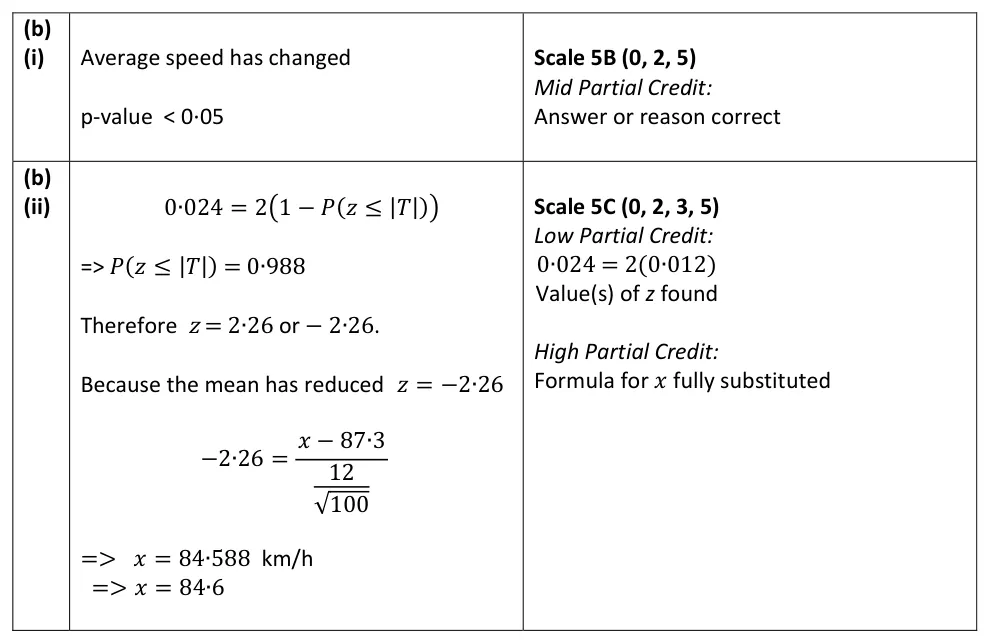 (b)
(i)
Average speed has changed
p-value < 0·05
Scale 5B (0, 2, 5)
Mid Partial Credit:
Answer or reason correct
(b)
(ii)
0·024 = 2(1 − P(z ≤ |T|))
=> P(z ≤ |T|) = 0·988
Therefore z = 2·26 or − 2·26.
Because the mean has reduced z = −2·26
−2·26 = \frac{x − 87·3}{\frac{12}{\sqrt{100}}}
=> x = 84·588 km/h
=> x = 84·6
Scale 5C (0, 2, 3, 5)
Low Partial Credit:
0·024 = 2(0·012)
Value(s) of z found
High Partial Credit:
Formula for x fully substituted